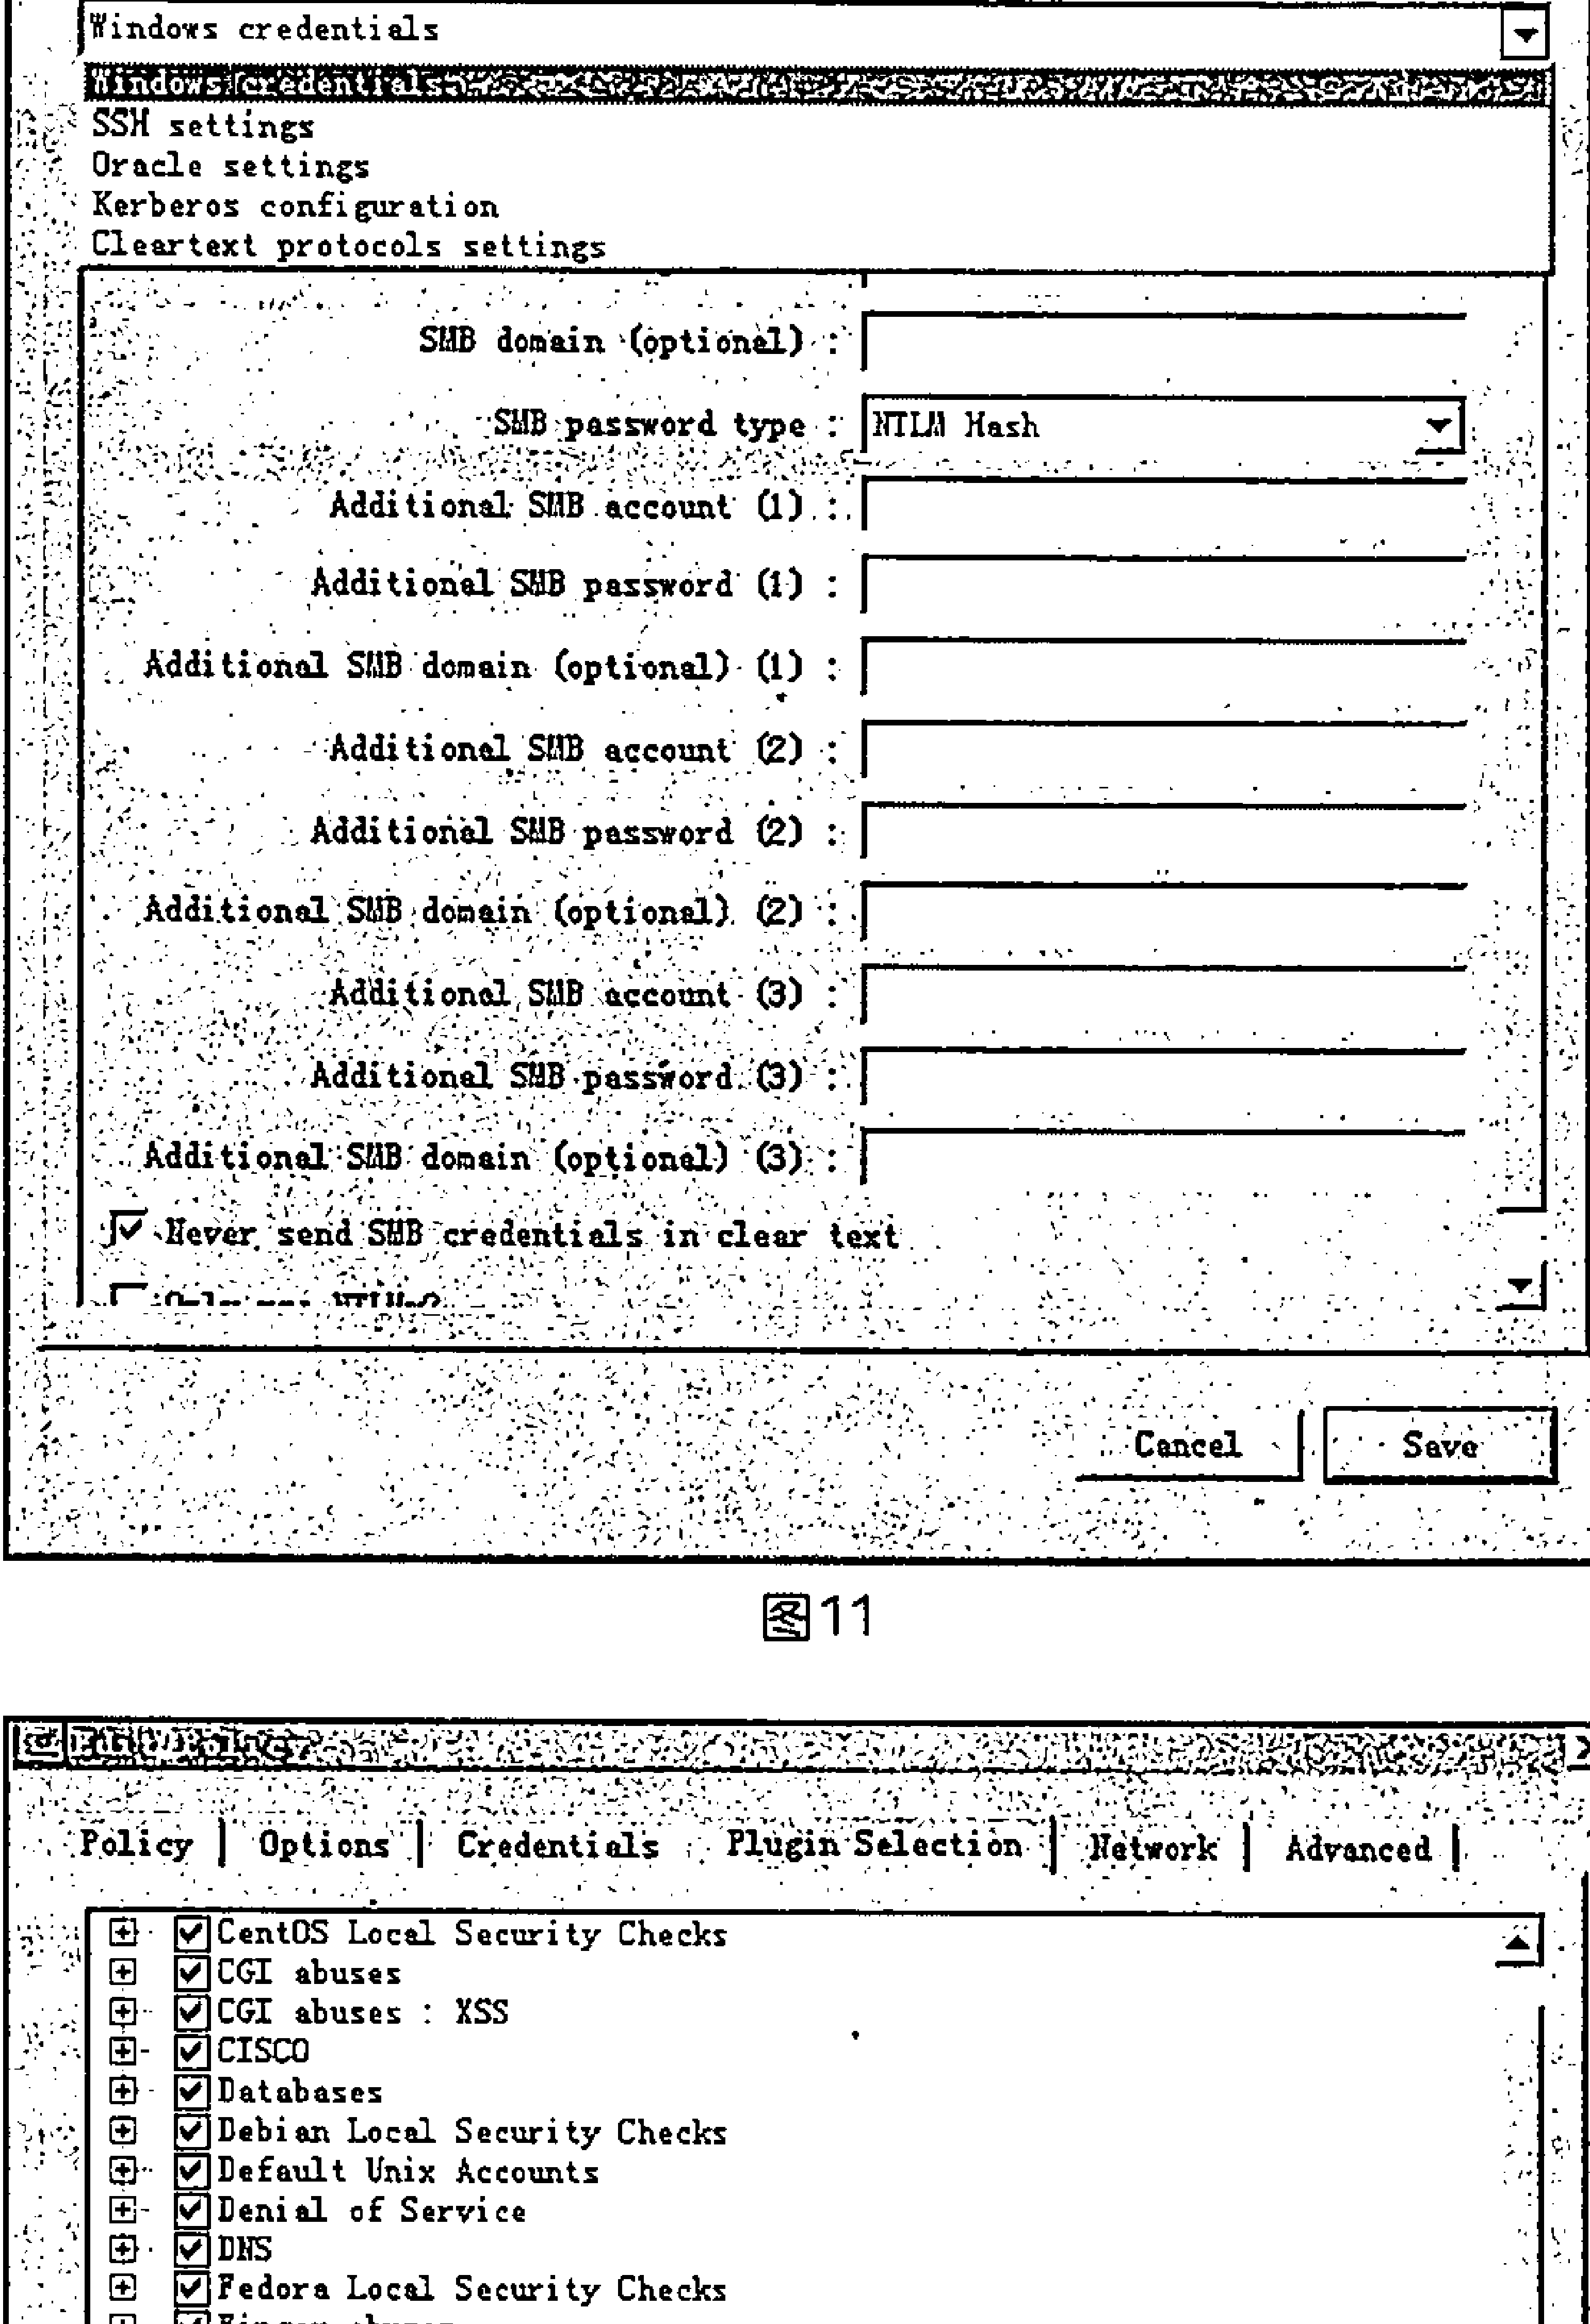 Windows credentials
Windows credentials
SSH settings
Oracle settings
Kerberos configuration
Cleartext protocols settings
SMB domain (optional) :
SMB password type : NTLM Hash
Additional SMB account (1) :
Additional SMB password (1) :
Additional SMB domain (optional) (1) :
Additional SMB account (2) :
Additional SMB password (2) :
Additional SMB domain (optional) (2) :
Additional SMB account (3) :
Additional SMB password (3) :
Additional SMB domain (optional) (3) :
Never send SMB credentials in clear text
Cancel Save
图11
Edit Policy
Policy | Options | Credentials Plugin Selection | Network | Advanced |
CentOS Local Security Checks
CGI abuses
CGI abuses : XSS
CISCO
Databases
Debian Local Security Checks
Default Unix Accounts
Denial of Service
DNS
Fedora Local Security Checks